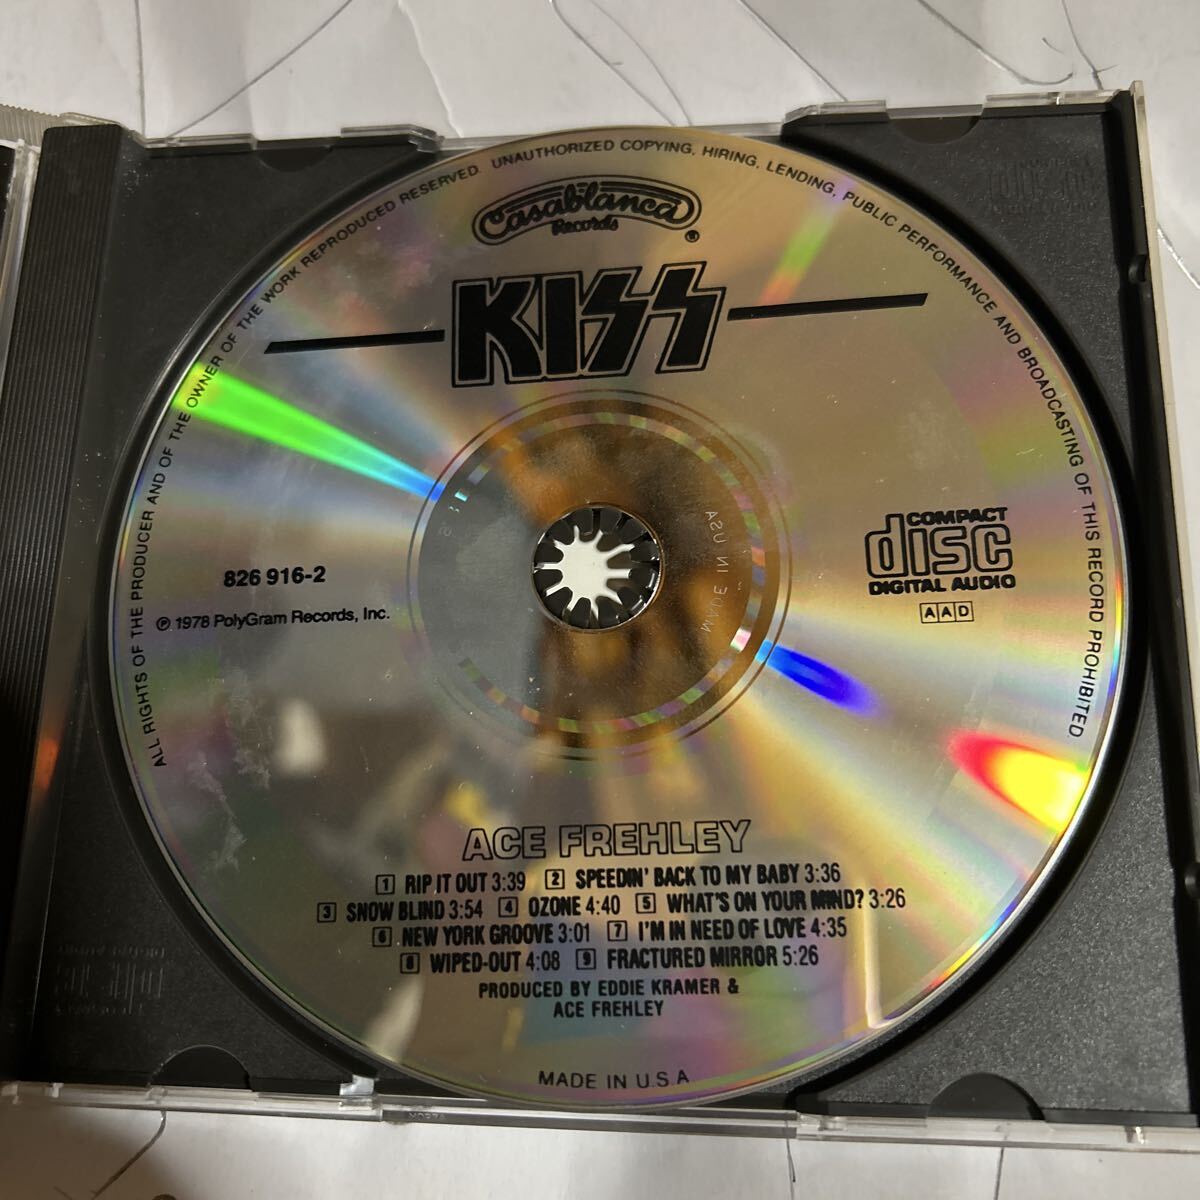 ALL RIGHTS OF THE PRODUCER AND OF THE OWNER OF THE WORK REPRODUCED RESERVED. UNAUTHORIZED COPYING, HIRING, LENDING, PUBLIC PERFORMANCE AND BROADCASTING OF THIS RECORD PROHIBITED.
Casablanca
Records
®
KISS
MADE IN USA
COMPACT
disc
DIGITAL AUDIO
AAD
826 916-2
℗ 1978 PolyGram Records, Inc.
ACE FREHLEY
1 RIP IT OUT 3:39 2 SPEEDIN' BACK TO MY BABY 3:36
3 SNOW BLIND 3:54 4 OZONE 4:40 5 WHAT'S ON YOUR MIND? 3:26
6 NEW YORK GROOVE 3:01 7 I'M IN NEED OF LOVE 4:35
8 WIPED-OUT 4:08 9 FRACTURED MIRROR 5:26
PRODUCED BY EDDIE KRAMER &
ACE FREHLEY
MADE IN U.S.A